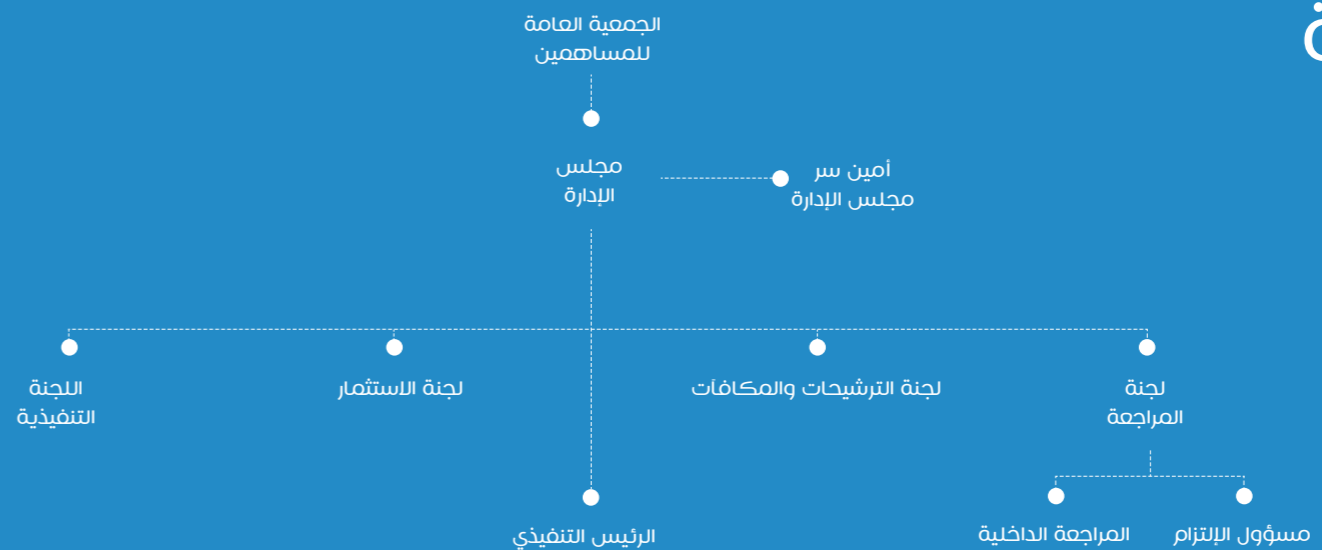 الجمعية العامة
للمساهمين
مجلس
الإدارة
أمين سر
مجلس الإدارة
لجنة
المراجعة
لجنة الترشيحات والمكافآت
لجنة الاستثمار
اللجنة
التنفيذية
مسؤول الإلتزام
المراجعة الداخلية
الرئيس التنفيذي